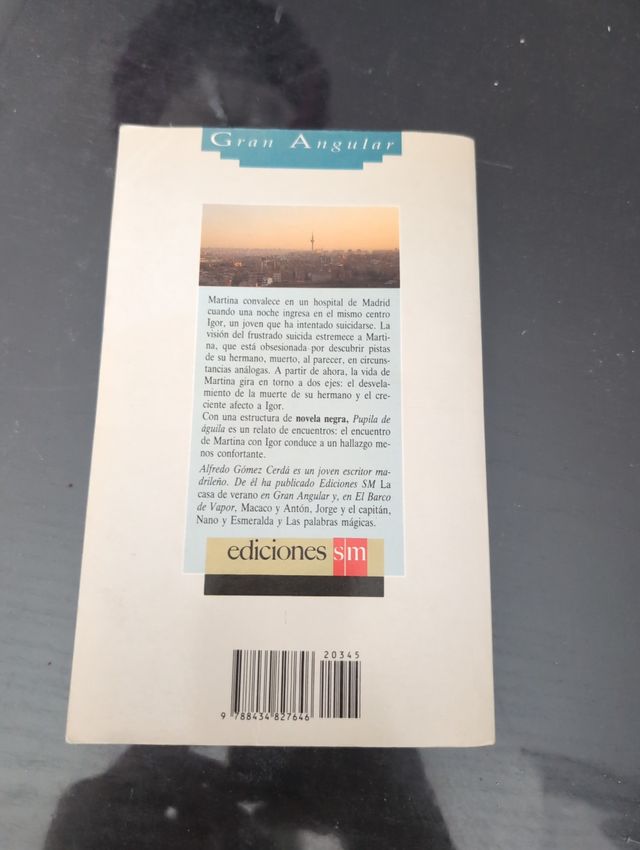 Gran Angular
Martina convalece en un hospital de Madrid
cuando una noche ingresa en el mismo centro
Igor, un joven que ha intentado suicidarse. La
visión del frustrado suicida estremece a Marti-
na, que está obsesionada por descubrir pistas
de su hermano, muerto, al parecer, en circuns-
tancias análogas. A partir de ahora, la vida de
Martina gira en torno a dos ejes: el desvela-
miento de la muerte de su hermano y el cre-
ciente afecto a Igor.
Con una estructura de novela negra, Pupila de
águila es un relato de encuentros: el encuentro
de Martina con Igor conduce a un hallazgo me-
nos confortante.
Alfredo Gómez Cerdá es un joven escritor ma-
drileño. De él ha publicado Ediciones SM La
casa de verano en Gran Angular y, en El Barco
de Vapor, Macaco y Antón, Jorge y el capitán,
Nano y Esmeralda y Las palabras mágicas.
ediciones sm
20345
9 788434 827646